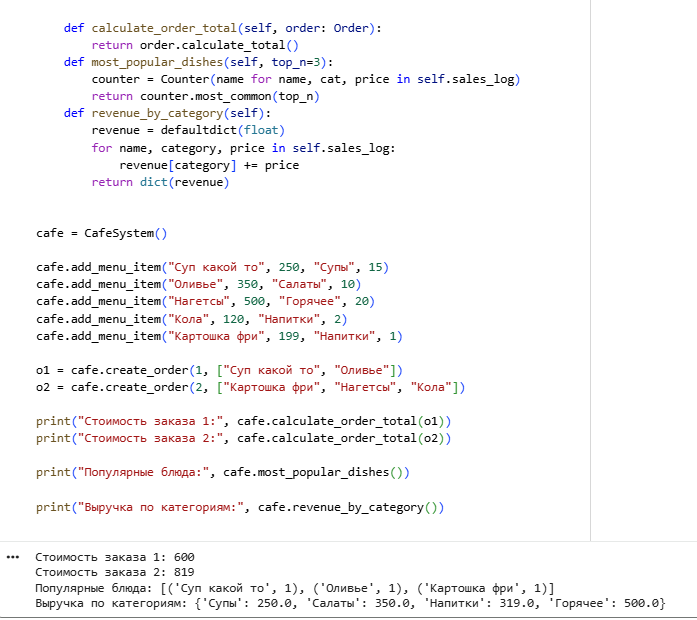 def calculate_order_total(self, order: Order):
return order.calculate_total()
def most_popular_dishes(self, top_n=3):
counter = Counter(name for name, cat, price in self.sales_log)
return counter.most_common(top_n)
def revenue_by_category(self):
revenue = defaultdict(float)
for name, category, price in self.sales_log:
revenue[category] += price
return dict(revenue)
cafe = CafeSystem()
cafe.add_menu_item("Суп какой то", 250, "Супы", 15)
cafe.add_menu_item("Оливье", 350, "Салаты", 10)
cafe.add_menu_item("Нагетсы", 500, "Горячее", 20)
cafe.add_menu_item("Кола", 120, "Напитки", 2)
cafe.add_menu_item("Картошка фри", 199, "Напитки", 1)
o1 = cafe.create_order(1, ["Суп какой то", "Оливье"])
o2 = cafe.create_order(2, ["Картошка фри", "Нагетсы", "Кола"])
print("Стоимость заказа 1:", cafe.calculate_order_total(o1))
print("Стоимость заказа 2:", cafe.calculate_order_total(o2))
print("Популярные блюда:", cafe.most_popular_dishes())
print("Выручка по категориям:", cafe.revenue_by_category())
Стоимость заказа 1: 600
Стоимость заказа 2: 819
Популярные блюда: [('Суп какой то', 1), ('Оливье', 1), ('Картошка фри', 1)]
Выручка по категориям: {'Супы': 250.0, 'Салаты': 350.0, 'Напитки': 319.0, 'Горячее': 500.0}